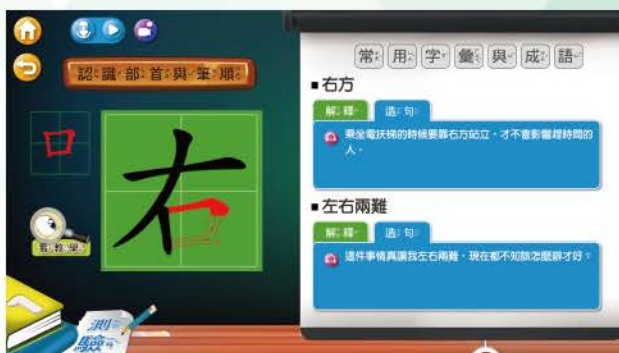 認識部首與筆順
口
右
看教學
測
驗
常用字彙與成語
■右方
解釋 造句
乘坐電扶梯的時候要靠右方站立，才不會影響趕時間的
人。
■左右兩難
解釋 造句
這件事情真讓我左右兩難，現在都不知該怎麼辦才好。